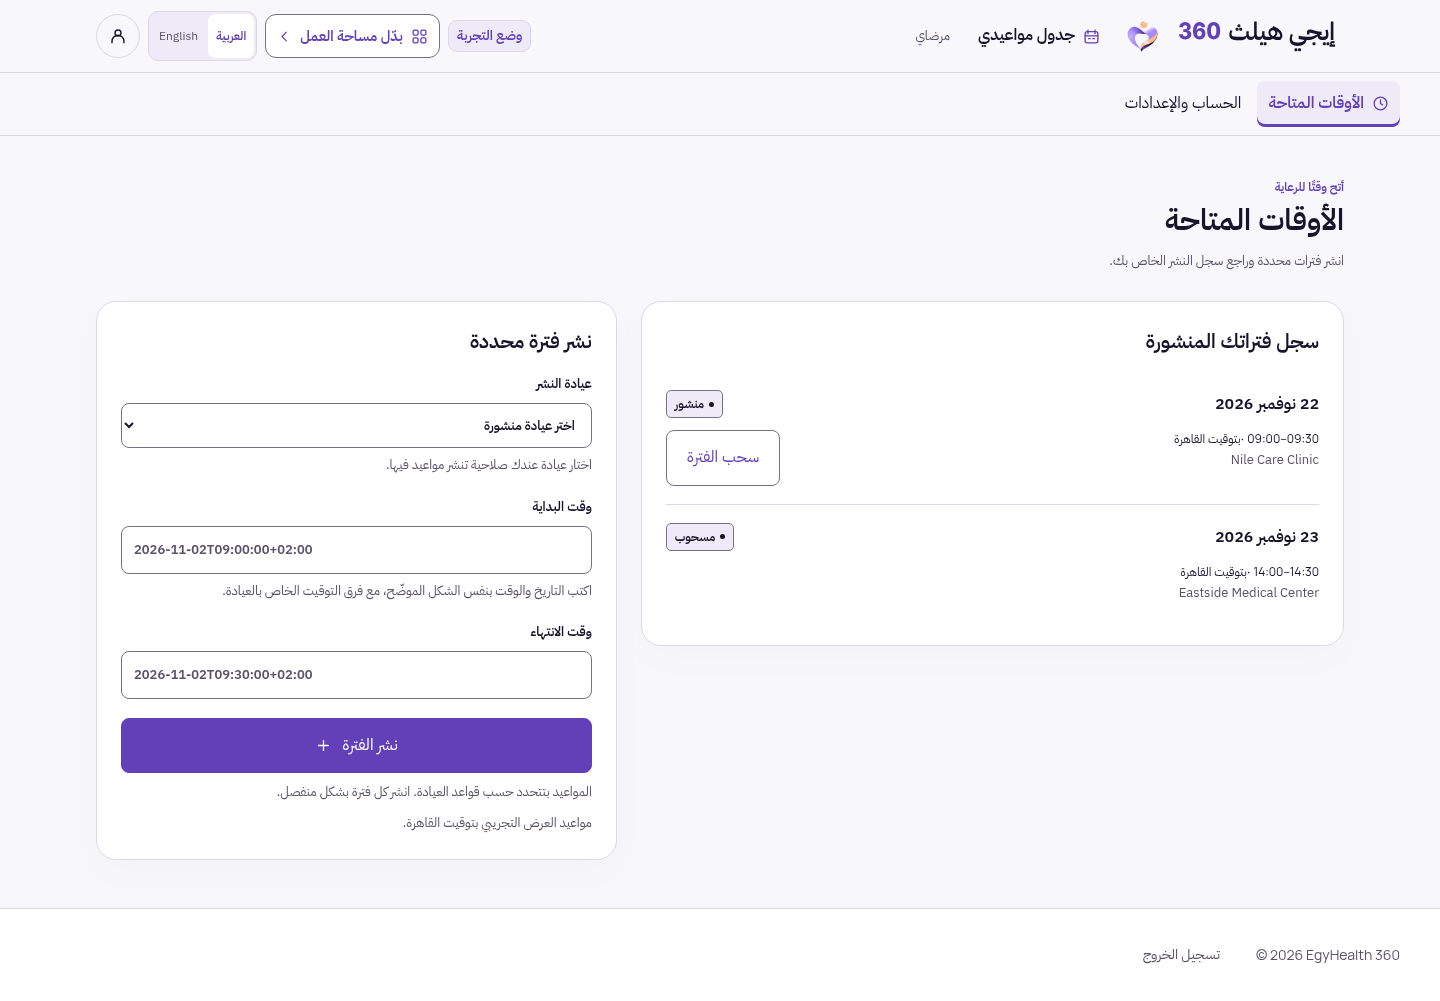 إيجي هيلث 360
جدول مواعيدي
مرضاي
وضع التجربة
بدّل مساحة العمل
العربية
English
الأوقات المتاحة
الحساب والإعدادات
أتح وقتًا للرعاية
الأوقات المتاحة
انشر فترات محددة وراجع سجل النشر الخاص بك.
سجل فتراتك المنشورة
22 نوفمبر 2026
منشور
09:00–09:30 ·بتوقيت القاهرة
Nile Care Clinic
سحب الفترة
23 نوفمبر 2026
مسحوب
14:00–14:30 ·بتوقيت القاهرة
Eastside Medical Center
نشر فترة محددة
عيادة النشر
اختر عيادة منشورة
اختار عيادة عندك صلاحية تنشر مواعيد فيها.
وقت البداية
2026-11-02T09:00:00+02:00
اكتب التاريخ والوقت بنفس الشكل الموضّح، مع فرق التوقيت الخاص بالعيادة.
وقت الانتهاء
2026-11-02T09:30:00+02:00
نشر الفترة
المواعيد بتتحدد حسب قواعد العيادة. انشر كل فترة بشكل منفصل.
مواعيد العرض التجريبي بتوقيت القاهرة.
© 2026 EgyHealth 360
تسجيل الخروج